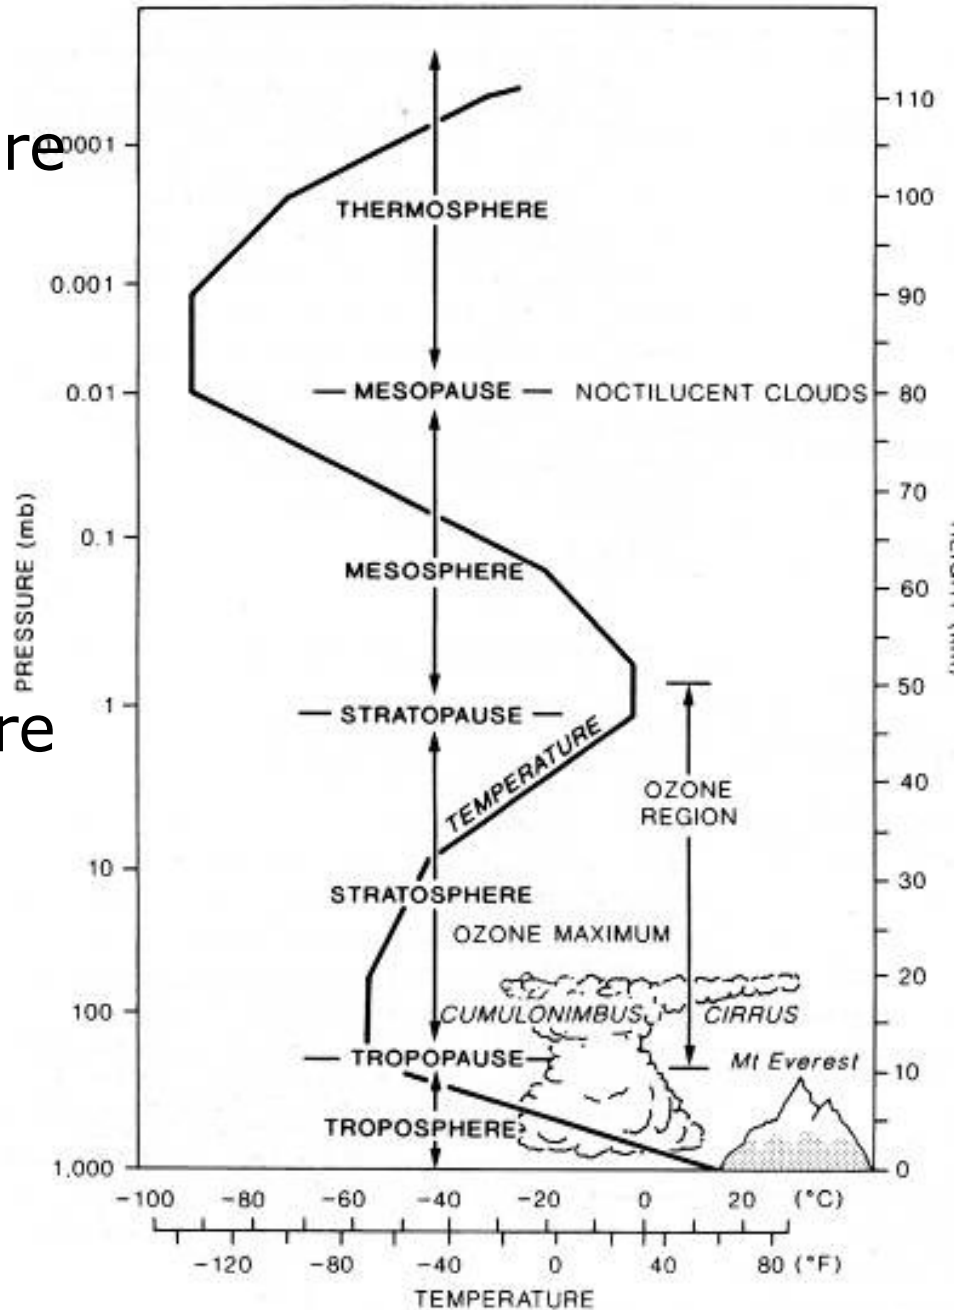 110
re
0001
100
THERMOSPHERE
0.001
90
MESOPAUSE
NOCTILUCENT CLOUDS
0.01
80
70
PRESSURE (mb)
0.1
MESOSPHERE
60
50
re
1
STRATOPAUSE
TEMPERATURE
40
OZONE
REGION
10
30
STRATOSPHERE
OZONE MAXIMUM
20
100
CUMULONIMBUS
CIRRUS
TROPOPAUSE
Mt Everest
10
TROPOSPHERE
1.000
0
-100 -80 -60 -40 -20 0 20 (°C)
-120 -80 -40 0 40 80 (°F)
TEMPERATURE